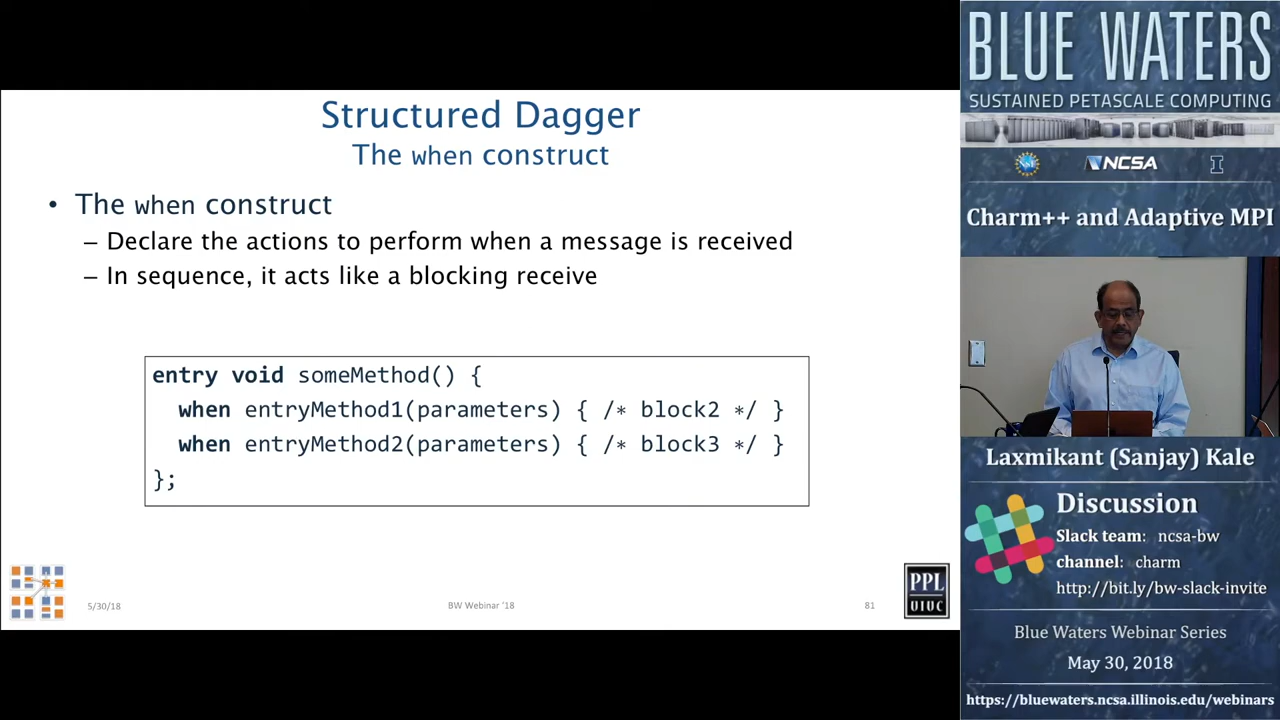 Structured Dagger
The when construct
• The when construct
– Declare the actions to perform when a message is received
– In sequence, it acts like a blocking receive
entry void someMethod() {
when entryMethod1(parameters) { /* block2 */ }
when entryMethod2(parameters) { /* block3 */ }
};
5/30/18
BW Webinar '18
81
PPL
UIUC
BLUE WATERS
SUSTAINED PETASCALE COMPUTING
NSF
NCSA
I
Charm++ and Adaptive MPI
Laxmikant (Sanjay) Kale
Discussion
Slack team: ncsa-bw
channel: charm
http://bit.ly/bw-slack-invite
Blue Waters Webinar Series
May 30, 2018
https://bluewaters.ncsa.illinois.edu/webinars